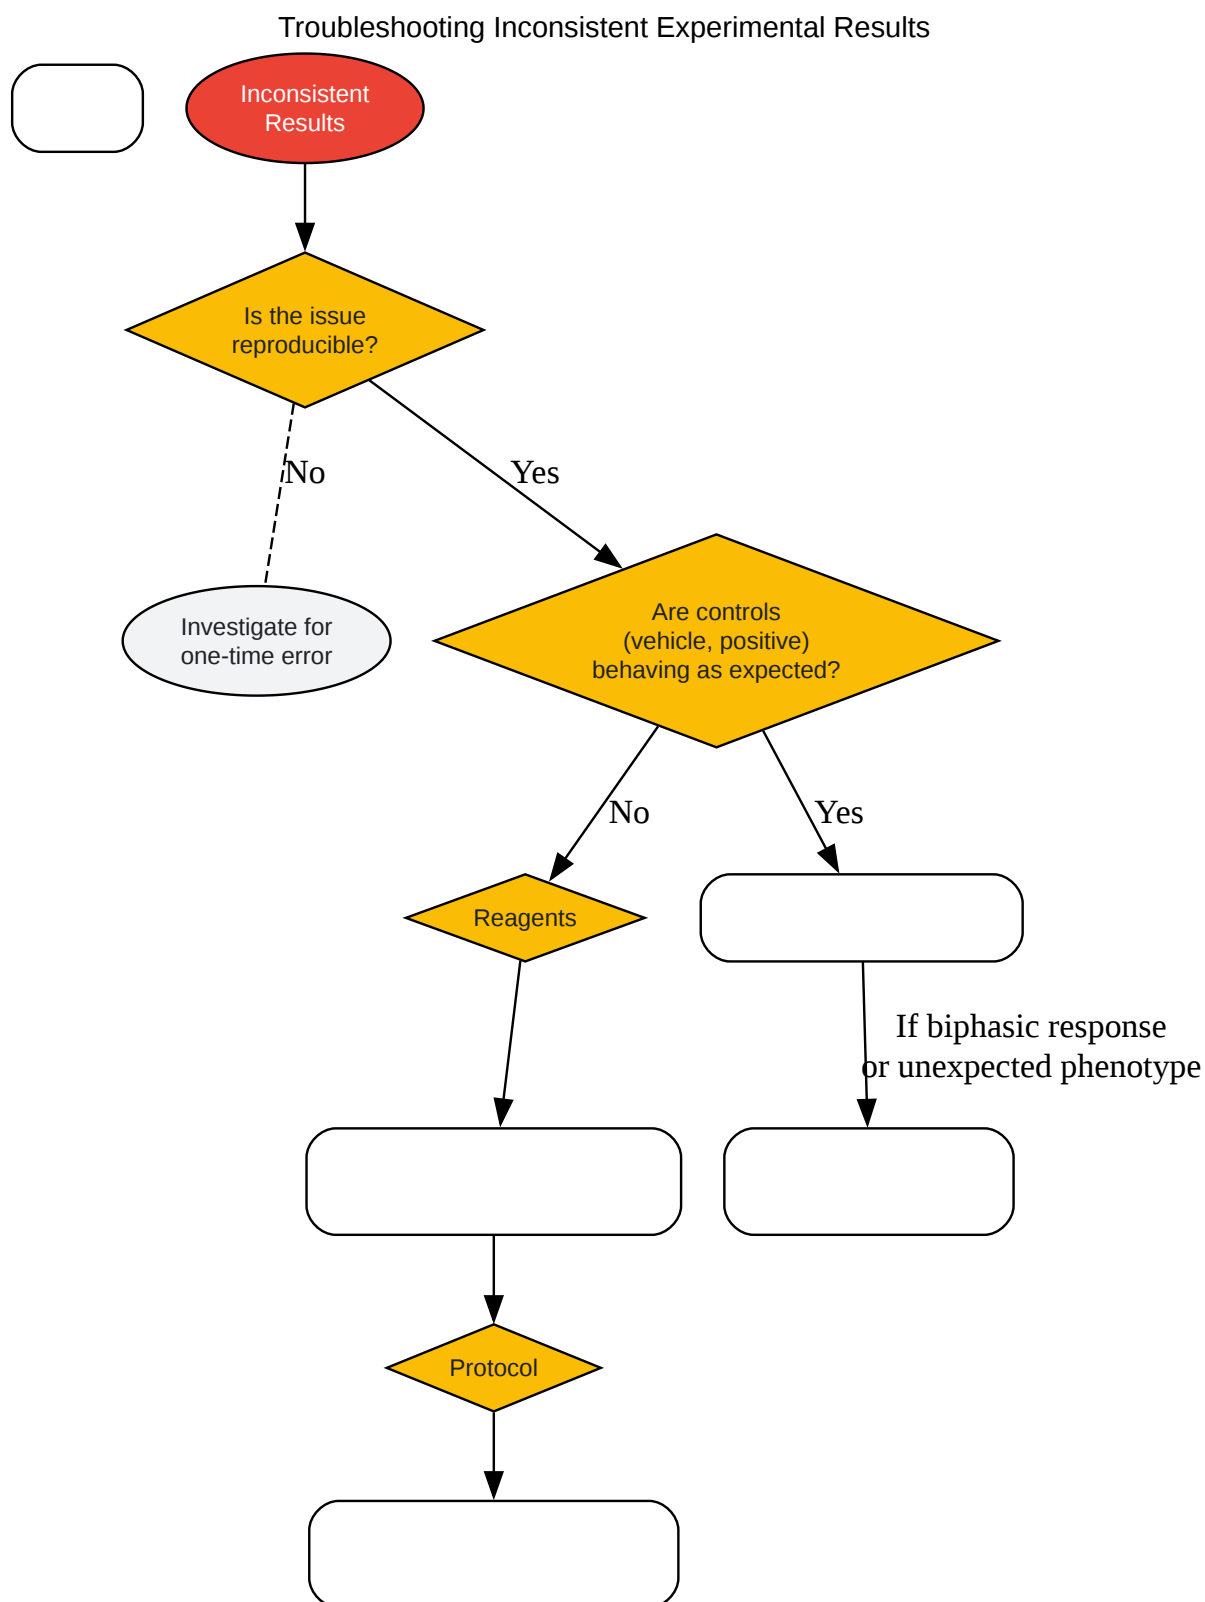 Troubleshooting Inconsistent Experimental Results
Inconsistent
Results
Is the issue
reproducible?
No
Yes
Investigate for
one-time error
Are controls
(vehicle, positive)
behaving as expected?
No
Yes
Reagents
If biphasic response
or unexpected phenotype
Protocol